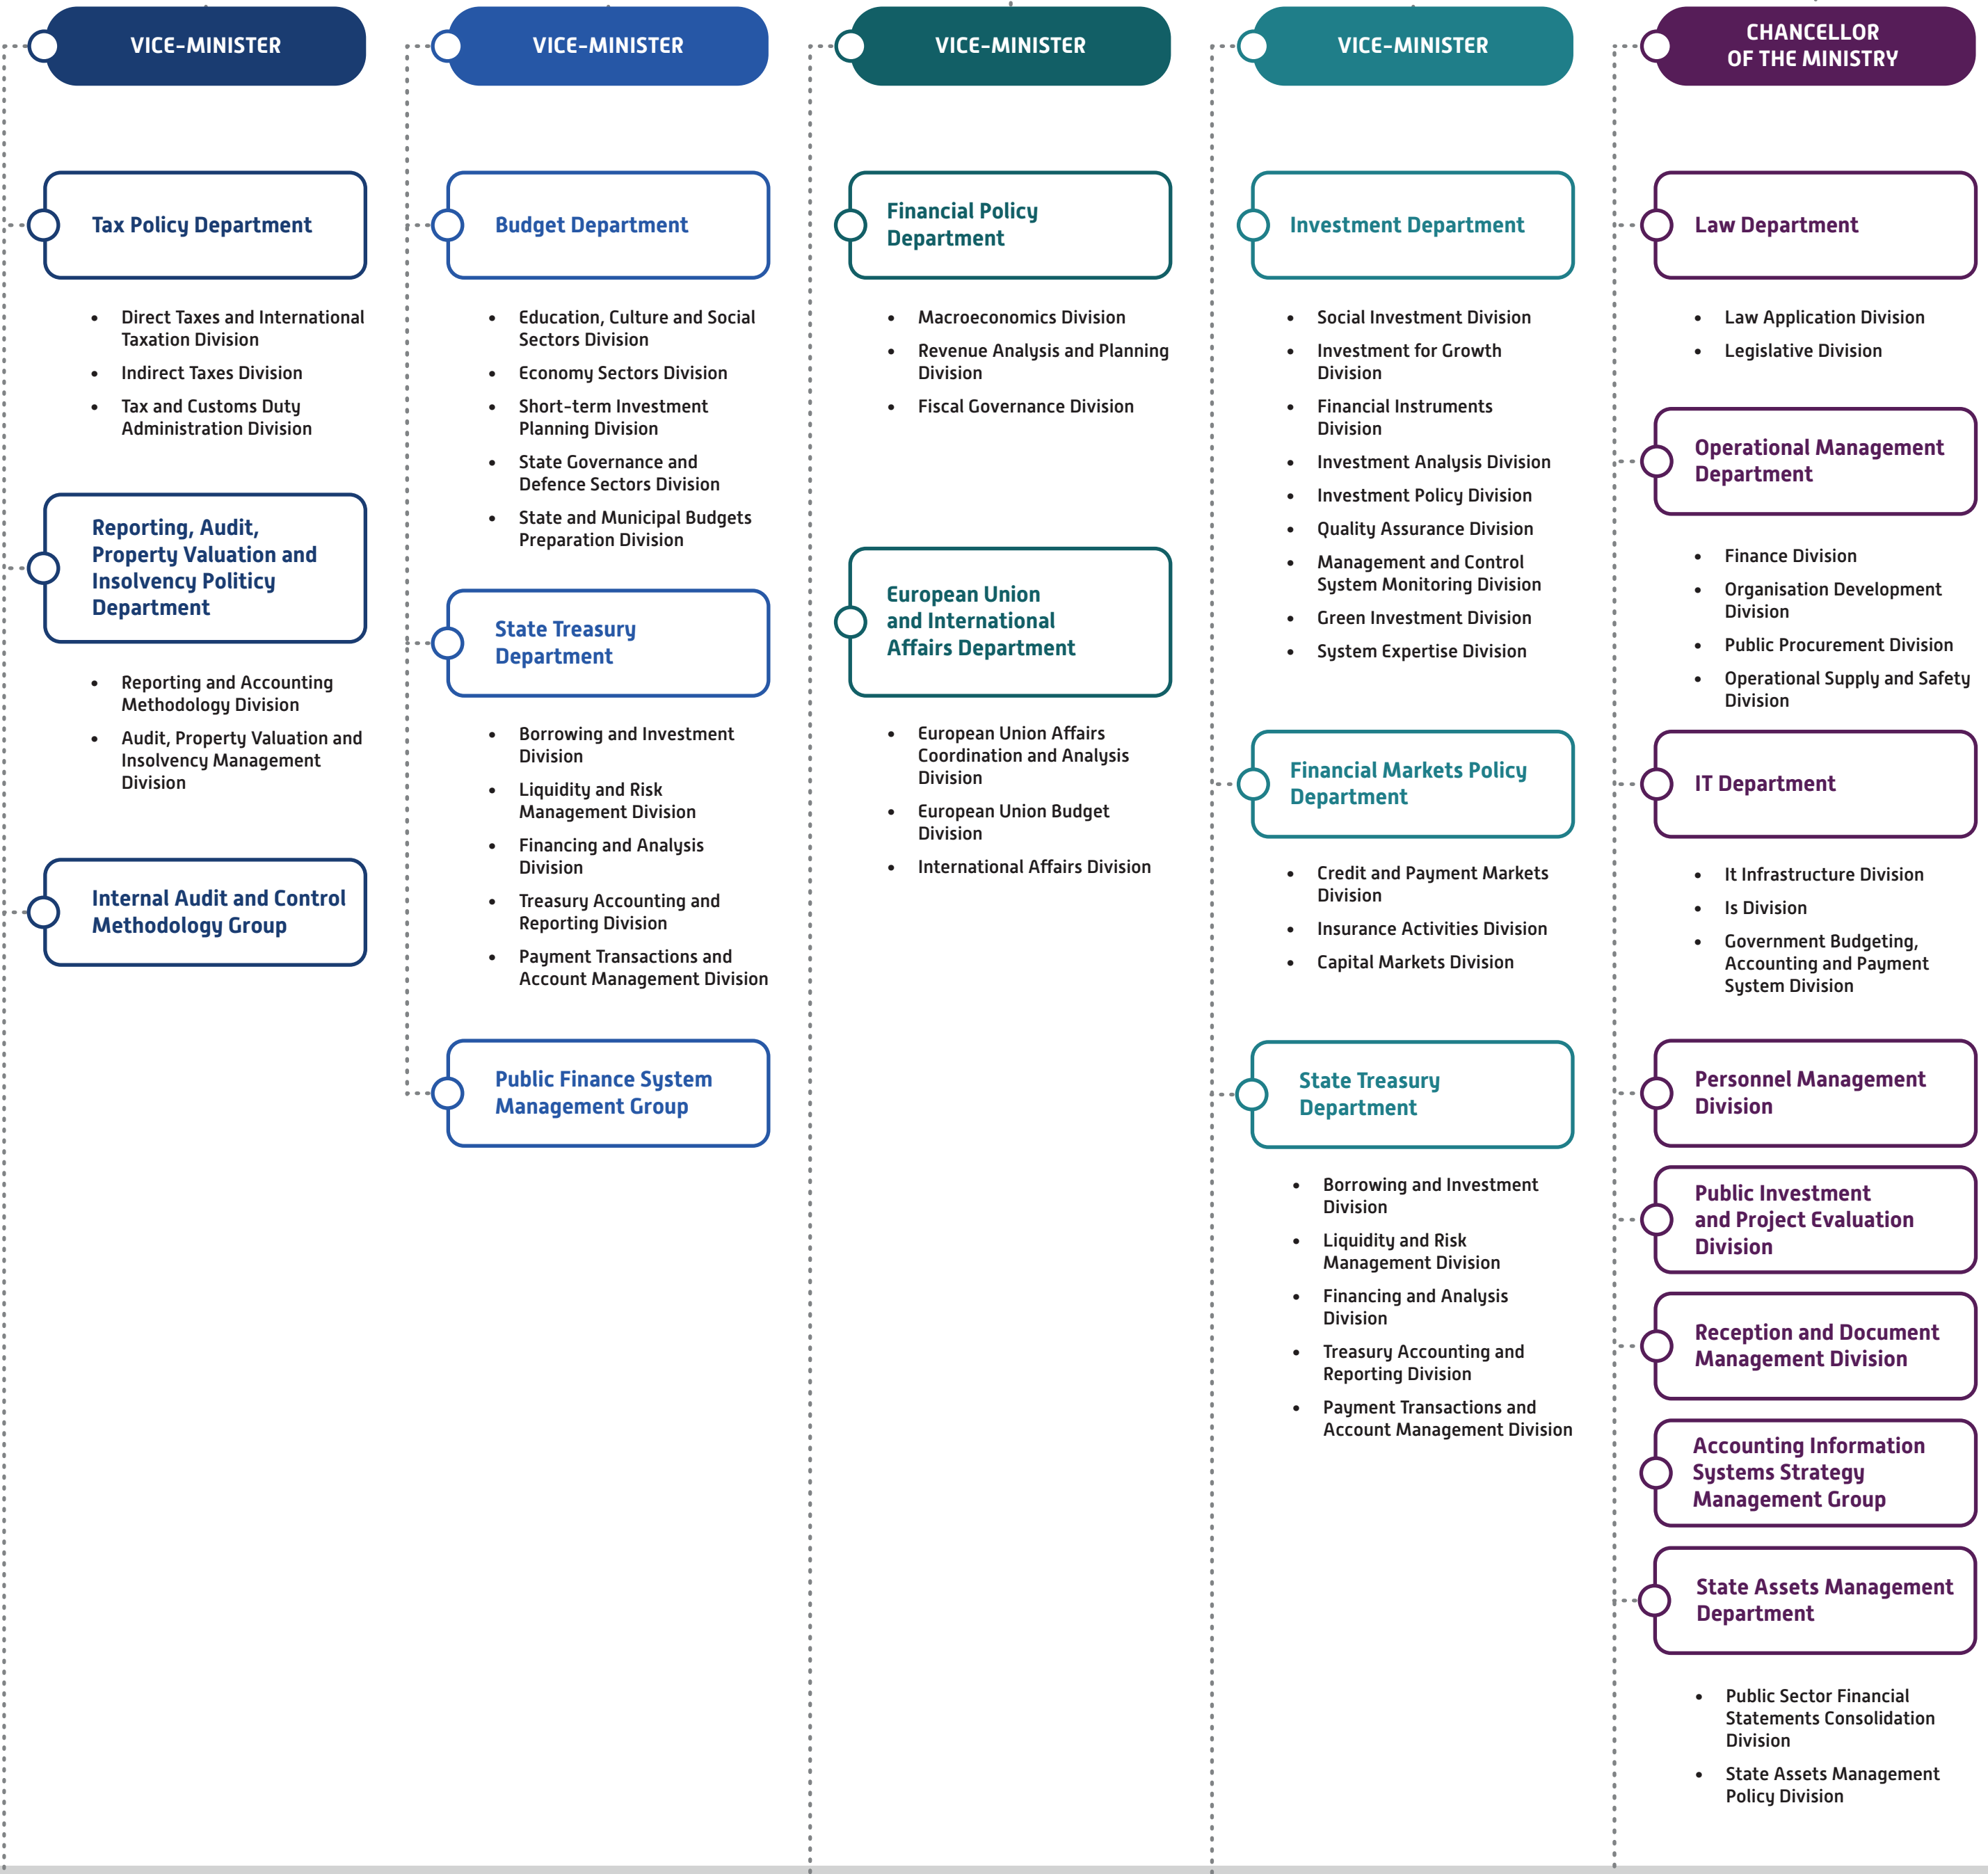 VICE-MINISTER
Tax Policy Department
• Direct Taxes and International
Taxation Division
• Indirect Taxes Division
• Tax and Customs Duty
Administration Division
Reporting, Audit,
Property Valuation and
Insolvency Politicy
Department
• Reporting and Accounting
Methodology Division
• Audit, Property Valuation and
Insolvency Management
Division
Internal Audit and Control
Methodology Group
VICE-MINISTER
Budget Department
• Education, Culture and Social
Sectors Division
• Economy Sectors Division
• Short-term Investment
Planning Division
• State Governance and
Defence Sectors Division
• State and Municipal Budgets
Preparation Division
State Treasury
Department
• Borrowing and Investment
Division
• Liquidity and Risk
Management Division
• Financing and Analysis
Division
• Treasury Accounting and
Reporting Division
• Payment Transactions and
Account Management Division
Public Finance System
Management Group
VICE-MINISTER
Financial Policy
Department
• Macroeconomics Division
• Revenue Analysis and Planning
Division
• Fiscal Governance Division
European Union
and International
Affairs Department
• European Union Affairs
Coordination and Analysis
Division
• European Union Budget
Division
• International Affairs Division
VICE-MINISTER
Investment Department
• Social Investment Division
• Investment for Growth
Division
• Financial Instruments
Division
• Investment Analysis Division
• Investment Policy Division
• Quality Assurance Division
• Management and Control
System Monitoring Division
• Green Investment Division
• System Expertise Division
Financial Markets Policy
Department
• Credit and Payment Markets
Division
• Insurance Activities Division
• Capital Markets Division
State Treasury
Department
• Borrowing and Investment
Division
• Liquidity and Risk
Management Division
• Financing and Analysis
Division
• Treasury Accounting and
Reporting Division
• Payment Transactions and
Account Management Division
CHANCELLOR
OF THE MINISTRY
Law Department
• Law Application Division
• Legislative Division
Operational Management
Department
• Finance Division
• Organisation Development
Division
• Public Procurement Division
• Operational Supply and Safety
Division
IT Department
• It Infrastructure Division
• Is Division
• Government Budgeting,
Accounting and Payment
System Division
Personnel Management
Division
Public Investment
and Project Evaluation
Division
Reception and Document
Management Division
Accounting Information
Systems Strategy
Management Group
State Assets Management
Department
• Public Sector Financial
Statements Consolidation
Division
• State Assets Management
Policy Division